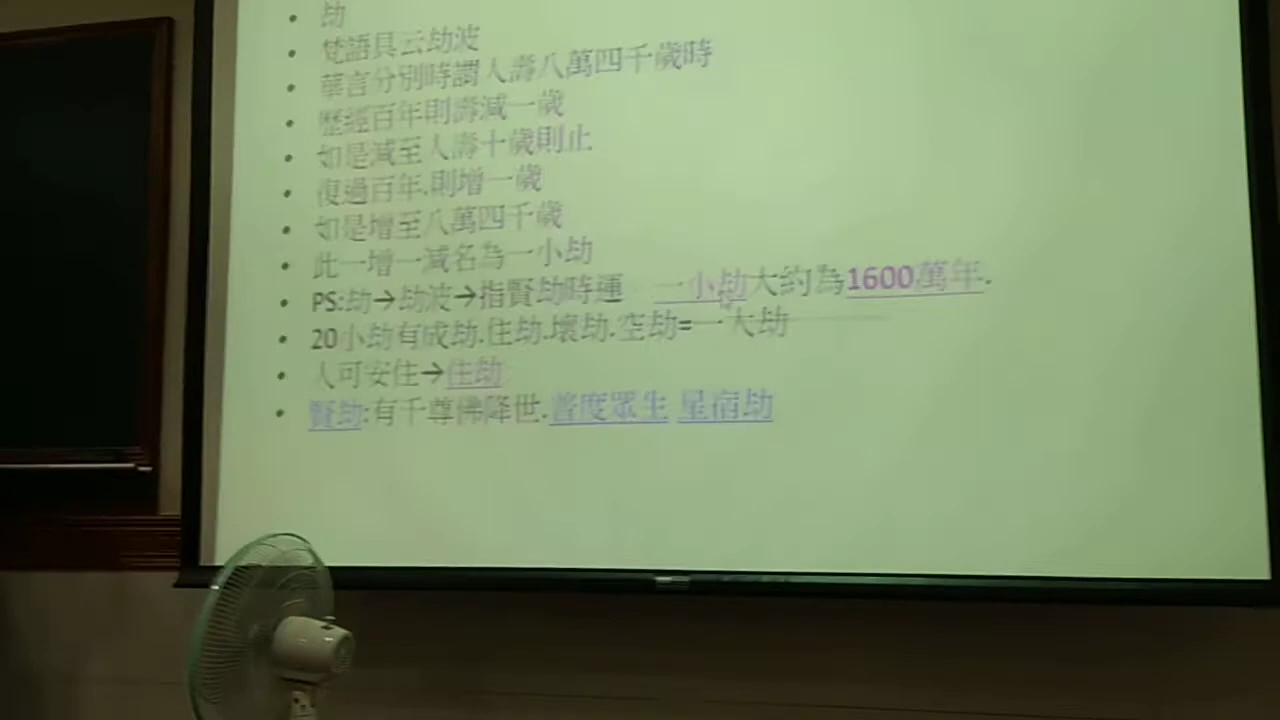 劫
梵語具云劫波
華言分別時謂人壽八萬四千歲時
歷經百年則壽減一歲
如是減至人壽十歲則止
復過百年.則增一歲
如是增至八萬四千歲
此一增一減名為一小劫
PS:劫→劫波→指賢劫時運 一小劫大約為1600萬年.
20小劫有成劫.住劫.壞劫.空劫=一大劫
人可安住→住劫
賢劫:有千尊佛降世.普度眾生 星宿劫